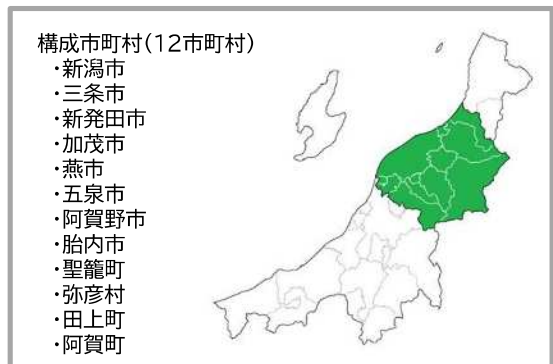 構成市町村(12市町村)
・新潟市
・三条市
・新発田市
・加茂市
・燕市
・五泉市
・阿賀野市
・胎内市
・聖籠町
・弥彦村
・田上町
・阿賀町